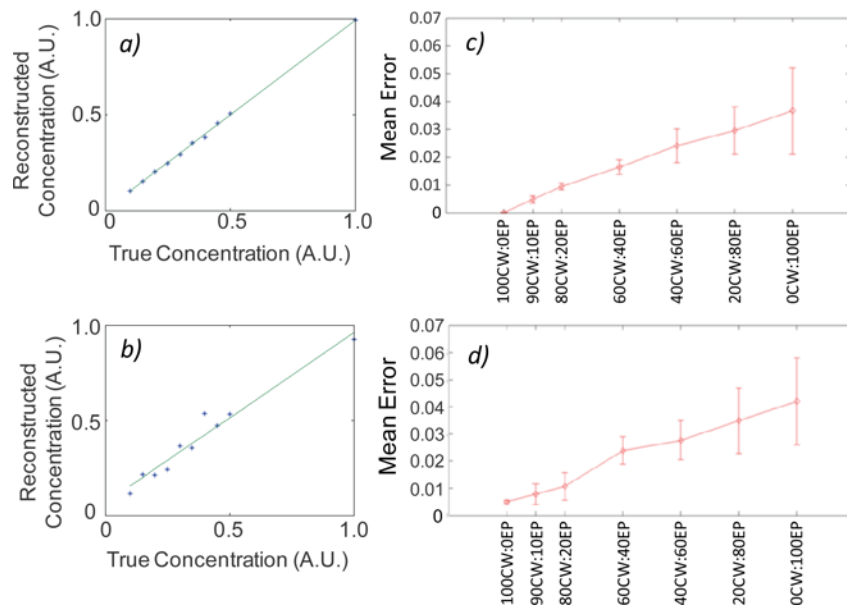 a)
Reconstructed
Concentration (A.U.)
1.0
0.5
0
0
0.5
1.0
True Concentration (A.U.)
c)
Mean Error
0.07
0.06
0.05
0.04
0.03
0.02
0.01
0
100CW:0EP
90CW:10EP
80CW:20EP
60CW:40EP
40CW:60EP
20CW:80EP
0CW:100EP
b)
Reconstructed
Concentration (A.U.)
1.0
0.5
0
0
0.5
1.0
True Concentration (A.U.)
d)
Mean Error
0.07
0.06
0.05
0.04
0.03
0.02
0.01
0
100CW:0EP
90CW:10EP
80CW:20EP
60CW:40EP
40CW:60EP
20CW:80EP
0CW:100EP